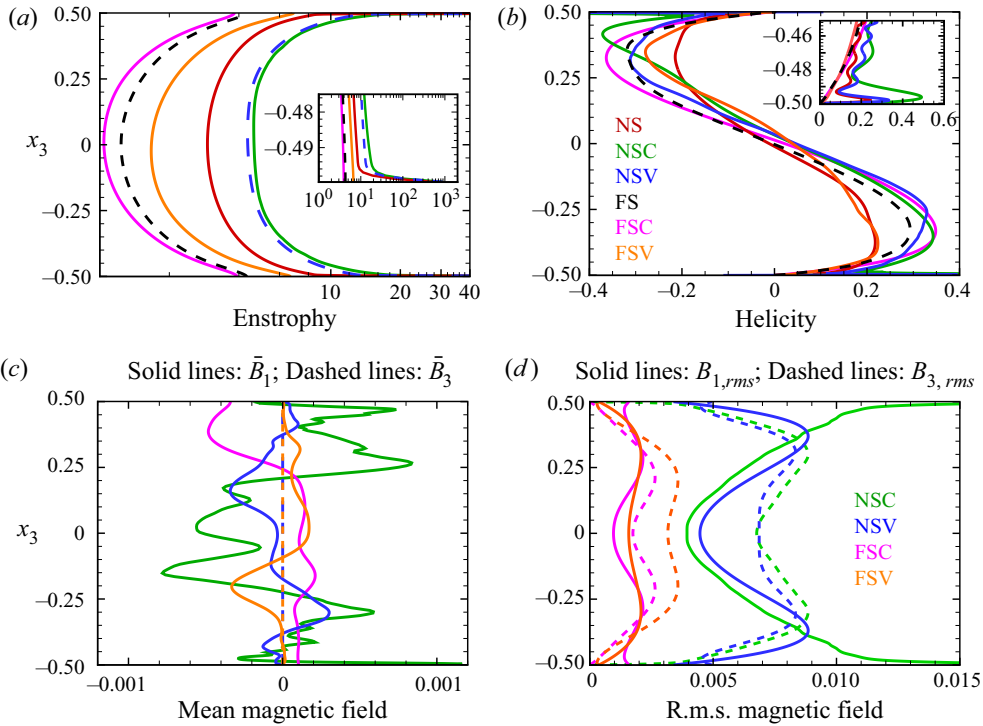 (a)
0.50
0.25
x3
0
−0.25
−0.50
10
20
30
40
Enstrophy
−0.48
−0.49
10^0
10^1
10^2
10^3
(b)
0.50
0.25
0
−0.25
−0.50
−0.4
−0.2
0
0.2
0.4
Helicity
NS
NSC
NSV
FS
FSC
FSV
−0.46
−0.48
−0.50
0
0.2
0.4
0.6
(c)
Solid lines: B̄1; Dashed lines: B̄3
0.50
0.25
x3
0
−0.25
−0.50
−0.001
0
0.001
Mean magnetic field
(d)
Solid lines: B1,rms; Dashed lines: B3, rms
0.50
0.25
0
−0.25
−0.50
0
0.005
0.010
0.015
R.m.s. magnetic field
NSC
NSV
FSC
FSV